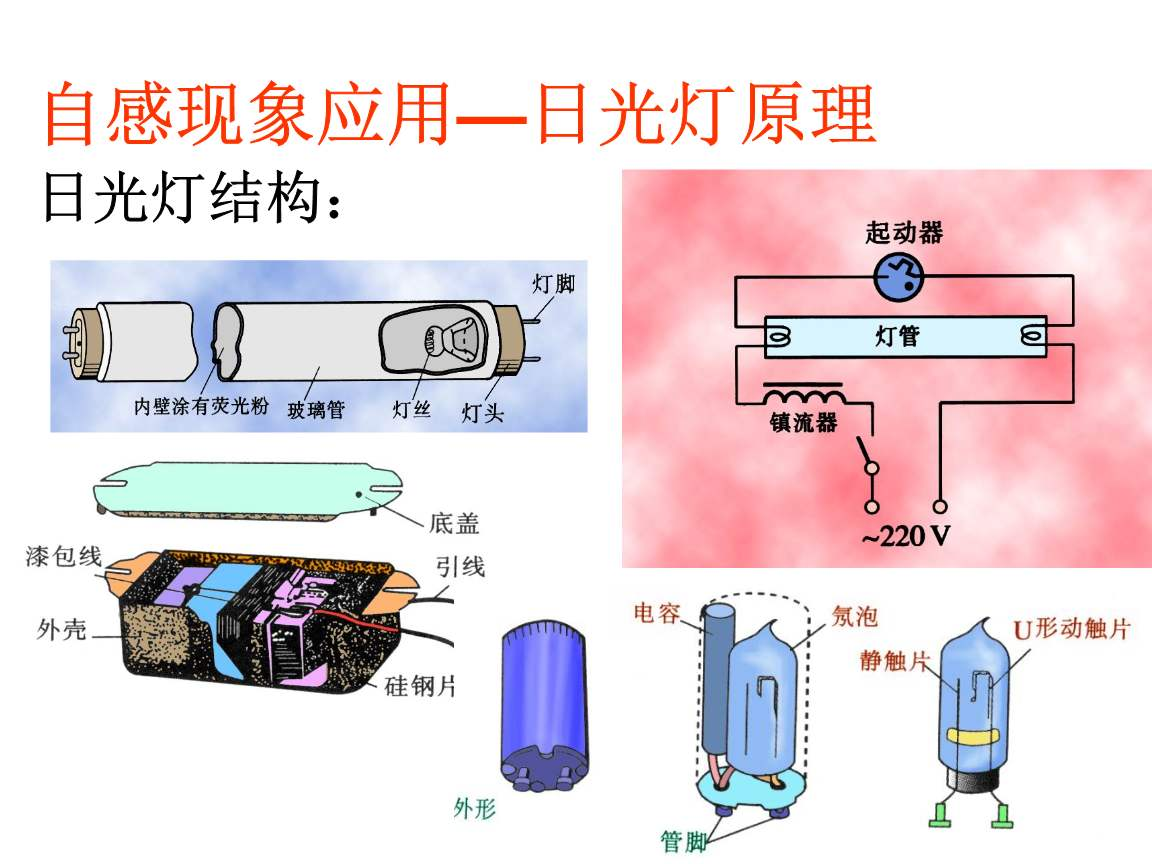 自感现象应用—日光灯原理
日光灯结构：
灯脚
内壁涂有荧光粉
玻璃管
灯丝
灯头
起动器
灯管
镇流器
~220 V
底盖
漆包线
引线
外壳
硅钢片
外形
电容
氖泡
管脚
静触片
U形动触片